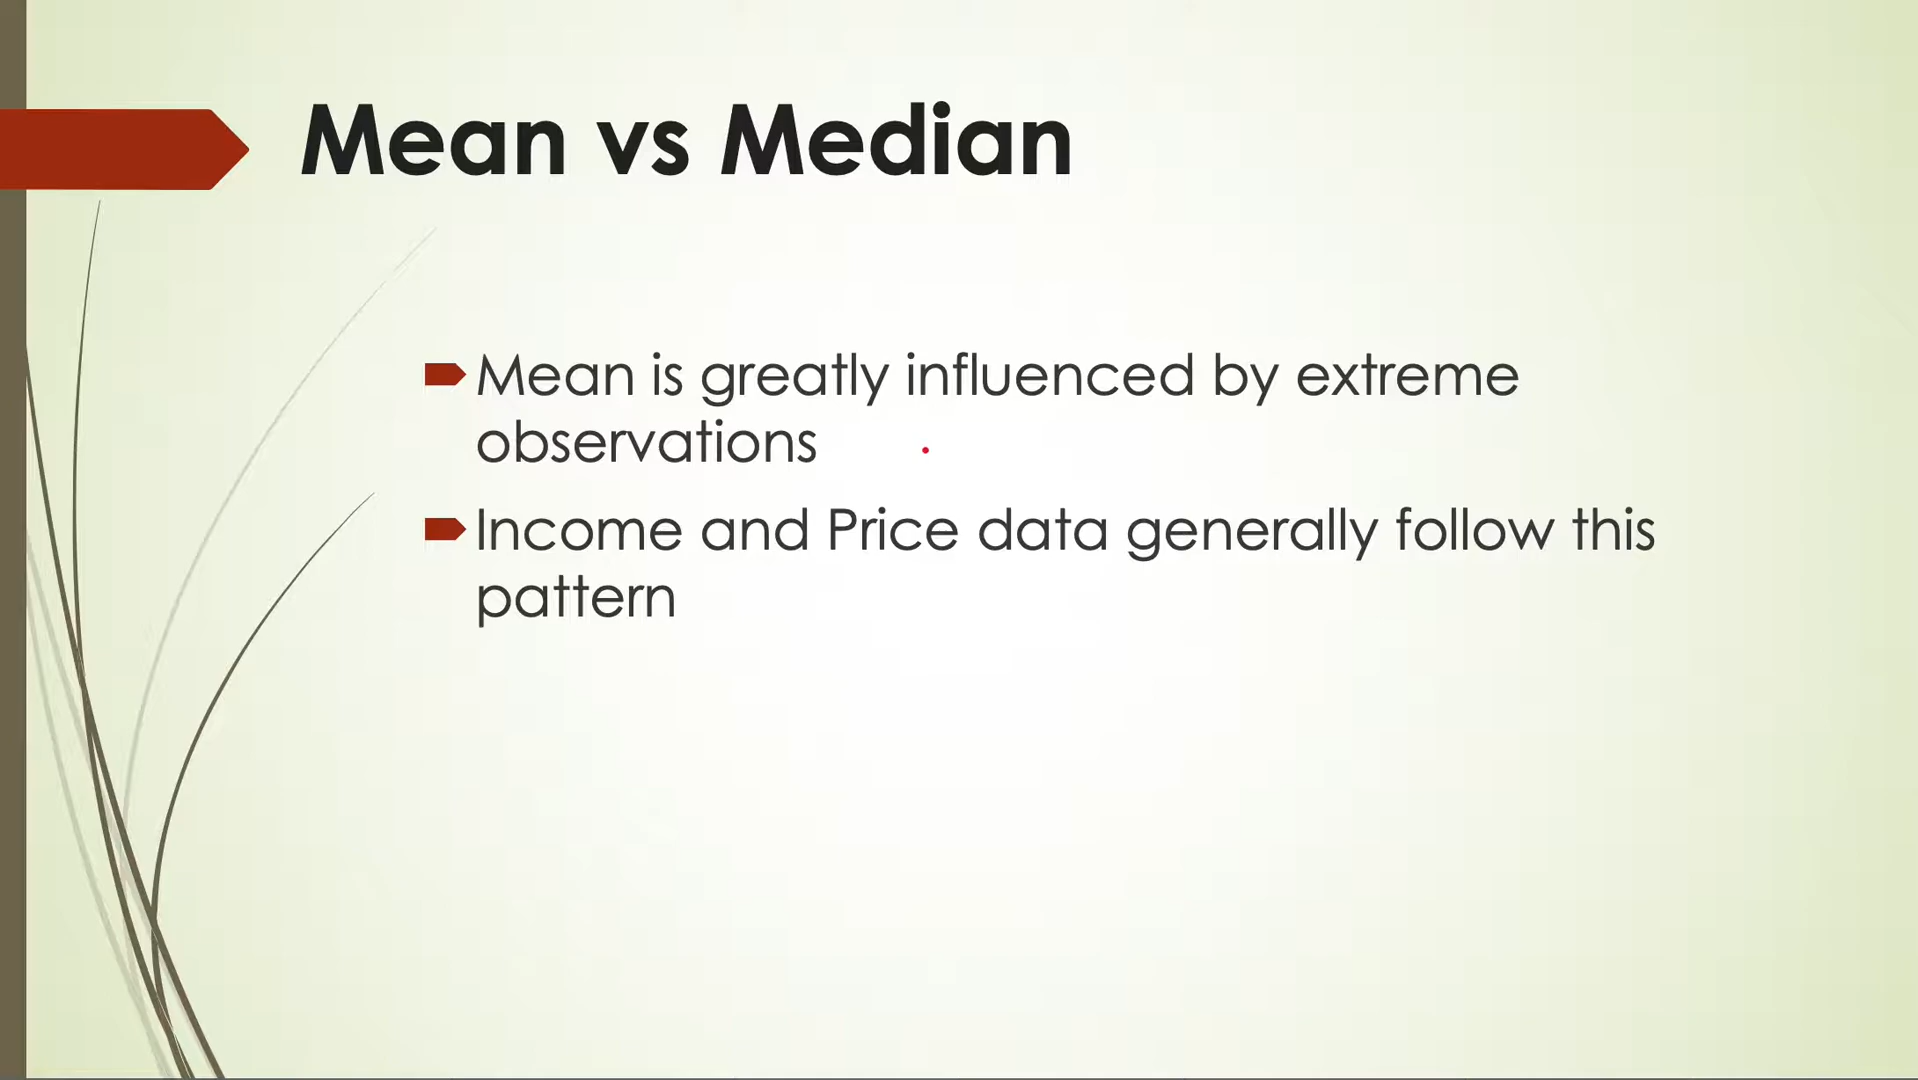 Mean vs Median
Mean is greatly influenced by extreme
observations
Income and Price data generally follow this
pattern